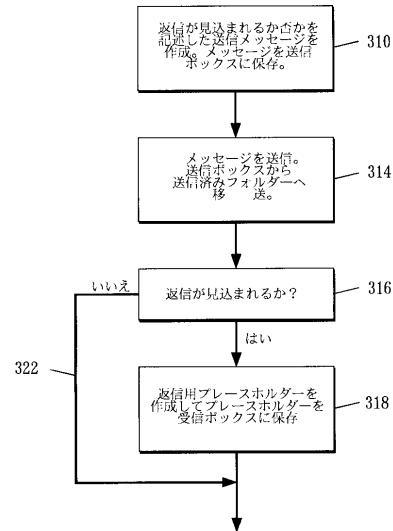 返信が見込まれるか否かを
記述した送信メッセージを
作成。メッセージを送信
ボックスに保存。
310
メッセージを送信。
送信ボックスから
送信済みフォルダーへ
移 送。
314
返信が見込まれるか？
316
いいえ
はい
322
返信用プレースホルダーを
作成してプレースホルダーを
受信ボックスに保存
318